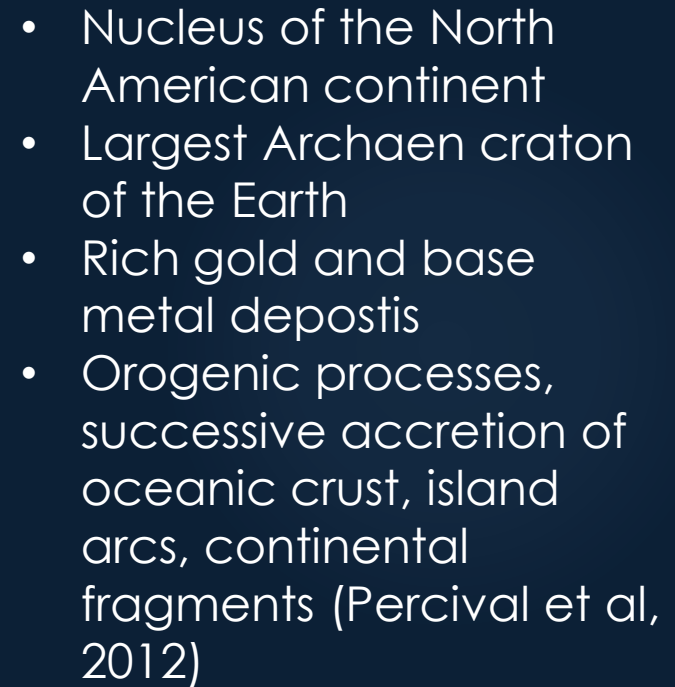 • Nucleus of the North
American continent
• Largest Archaen craton
of the Earth
• Rich gold and base
metal depostis
• Orogenic processes,
successive accretion of
oceanic crust, island
arcs, continental
fragments (Percival et al,
2012)